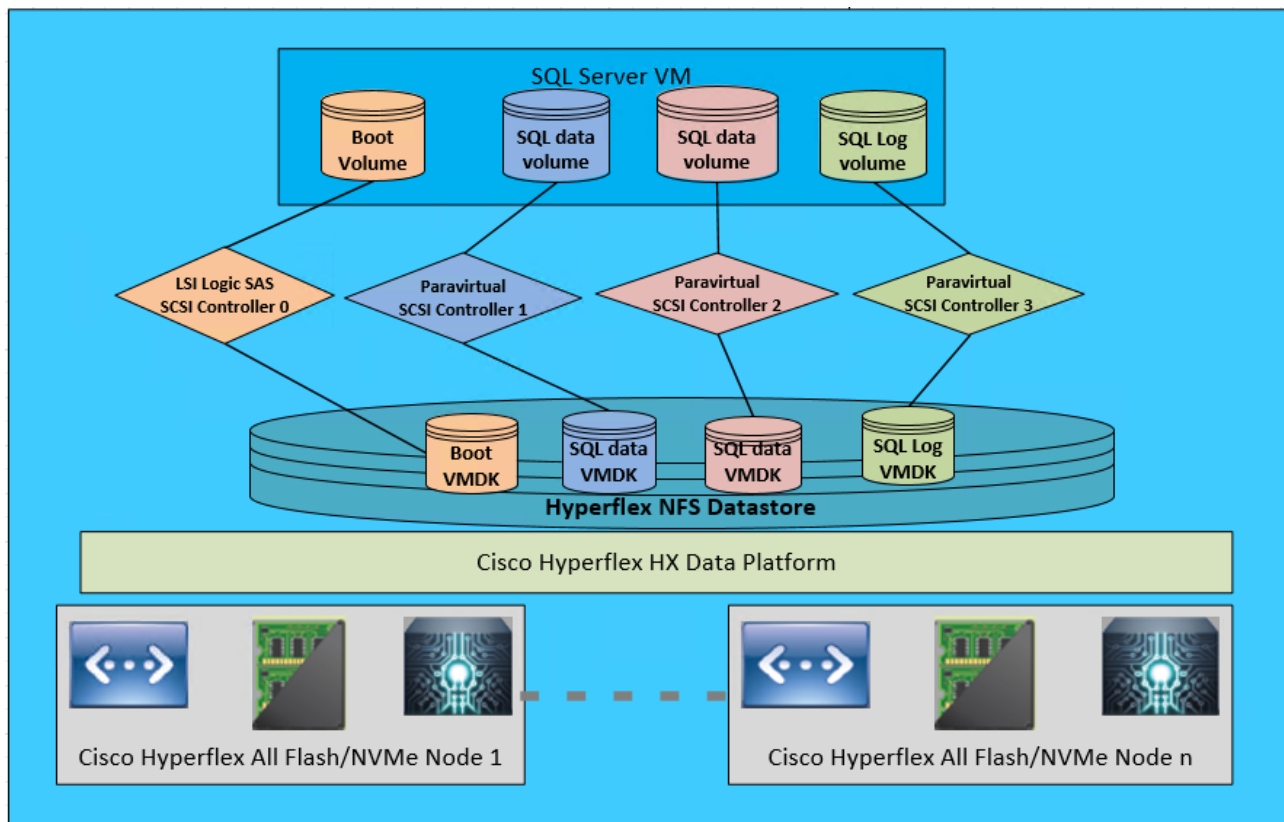 SQL Server VM
Boot
Volume
SQL data
volume
SQL data
volume
SQL Log
volume
LSI Logic SAS
SCSI Controller 0
Paravirtual
SCSI Controller 1
Paravirtual
SCSI Controller 2
Paravirtual
SCSI Controller 3
Boot
VMDK
SQL data
VMDK
SQL data
VMDK
SQL Log
VMDK
Hyperflex NFS Datastore
Cisco Hyperflex HX Data Platform
Cisco Hyperflex All Flash/NVMe Node 1
Cisco Hyperflex All Flash/NVMe Node n